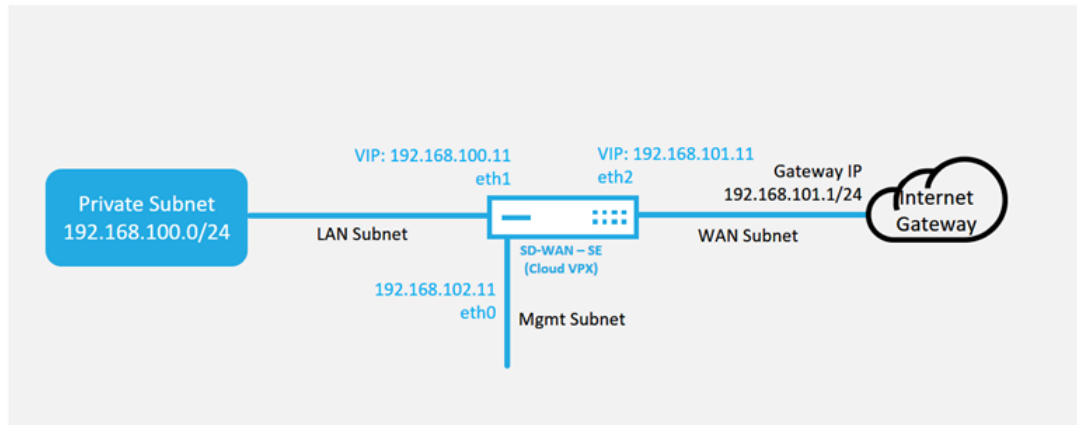 VIP: 192.168.100.11
eth1
VIP: 192.168.101.11
eth2
Gateway IP
192.168.101.1/24
Internet
Gateway
Private Subnet
192.168.100.0/24
LAN Subnet
WAN Subnet
SD-WAN – SE
(Cloud VPX)
192.168.102.11
eth0
Mgmt Subnet